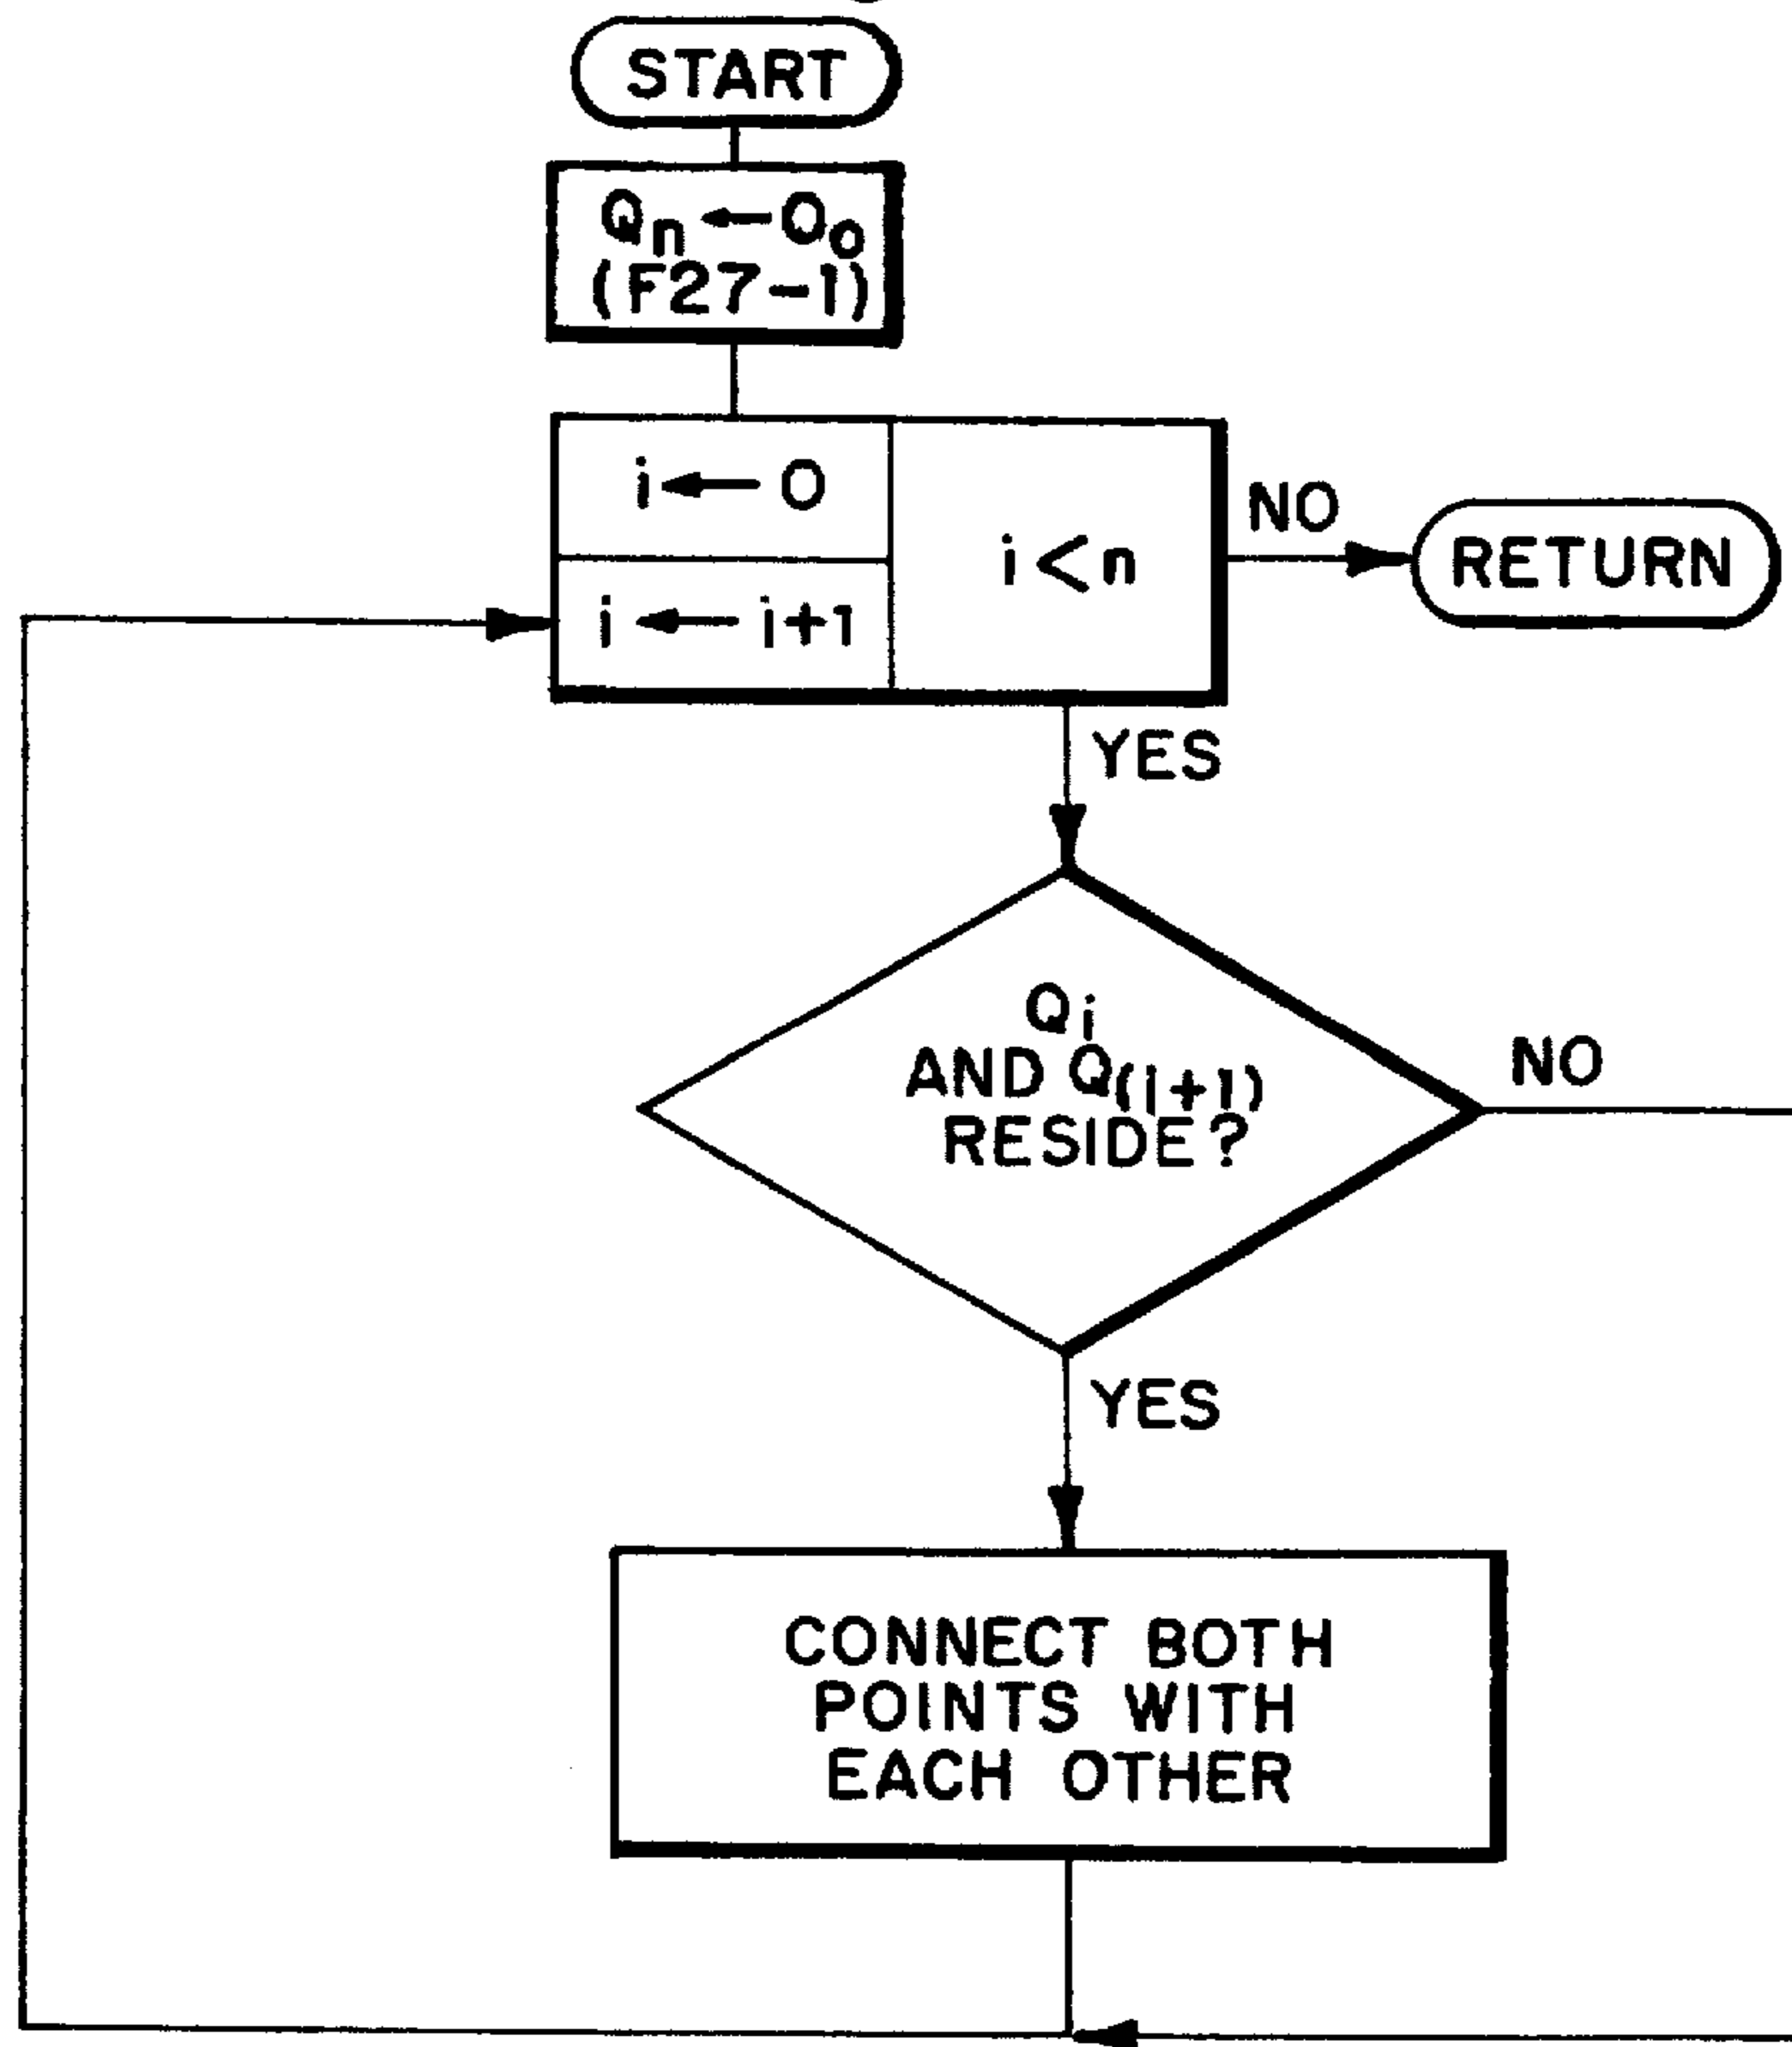 START
Qn ← O₀
(F27-1)
i ← 0
i < n
NO
RETURN
i ← i+1
YES
Qi
AND Q(i+1)
RESIDE?
NO
YES
CONNECT BOTH
POINTS WITH
EACH OTHER